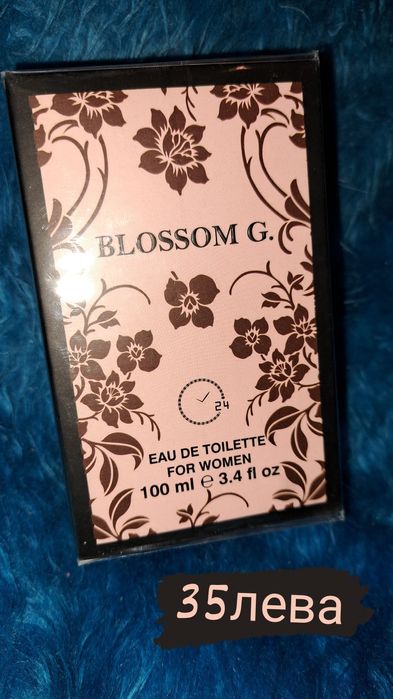 BLOSSOM G.
24
EAU DE TOILETTE
FOR WOMEN
100 ml e 3.4 fl oz
35лева